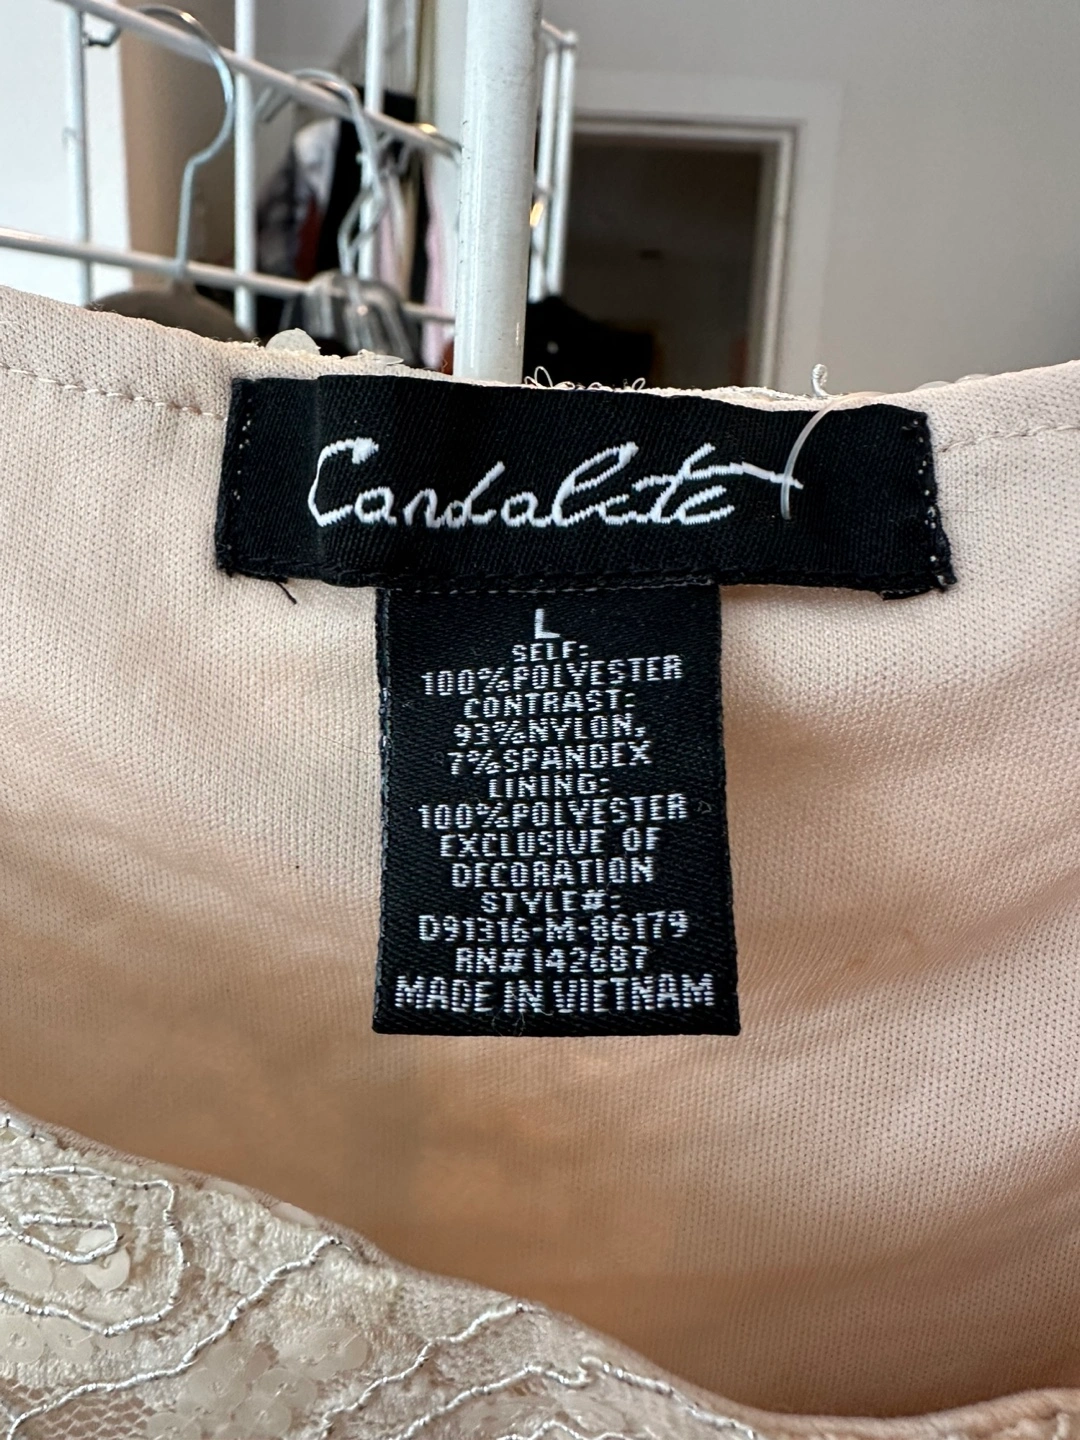 Candalite
L
SELF:
100%POLYESTER
CONTRAST:
93%NYLON,
7%SPANDEX
LINING:
100%POLYESTER
EXCLUSIVE OF
DECORATION
STYLE#:
D91316-M-86179
RN#142687
MADE IN VIETNAM